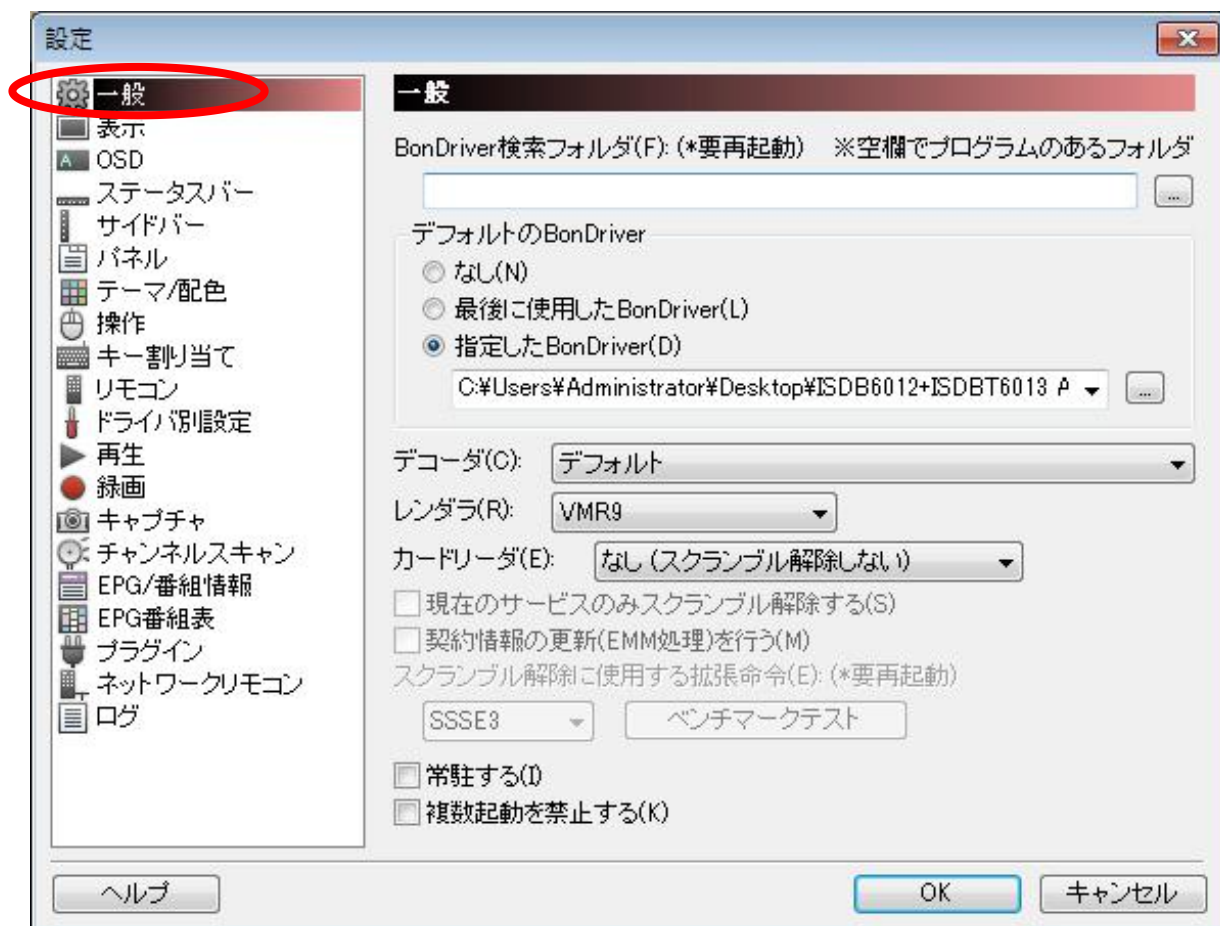 設定
一般
表示
A OSD
ステータスバー
サイドバー
パネル
テーマ/配色
操作
キー割り当て
リモコン
ドライバ別設定
再生
録画
キャプチャ
チャンネルスキャン
EPG/番組情報
EPG番組表
プラグイン
ネットワークリモコン
ログ
一般
BonDriver検索フォルダ(F): (*要再起動) ※空欄でプログラムのあるフォルダ
...
デフォルトのBonDriver
なし(N)
最後に使用したBonDriver(L)
指定したBonDriver(D)
C:¥Users¥Administrator¥Desktop¥ISDB6012+ISDBT6013 A
...
デコーダ(C): デフォルト
レンダラ(R): VMR9
カードリーダ(E): なし (スクランブル解除しない)
現在のサービスのみスクランブル解除する(S)
契約情報の更新(EMM処理)を行う(M)
スクランブル解除に使用する拡張命令(E): (*要再起動)
SSSE3 ベンチマークテスト
常駐する(I)
複数起動を禁止する(K)
ヘルプ OK キャンセル